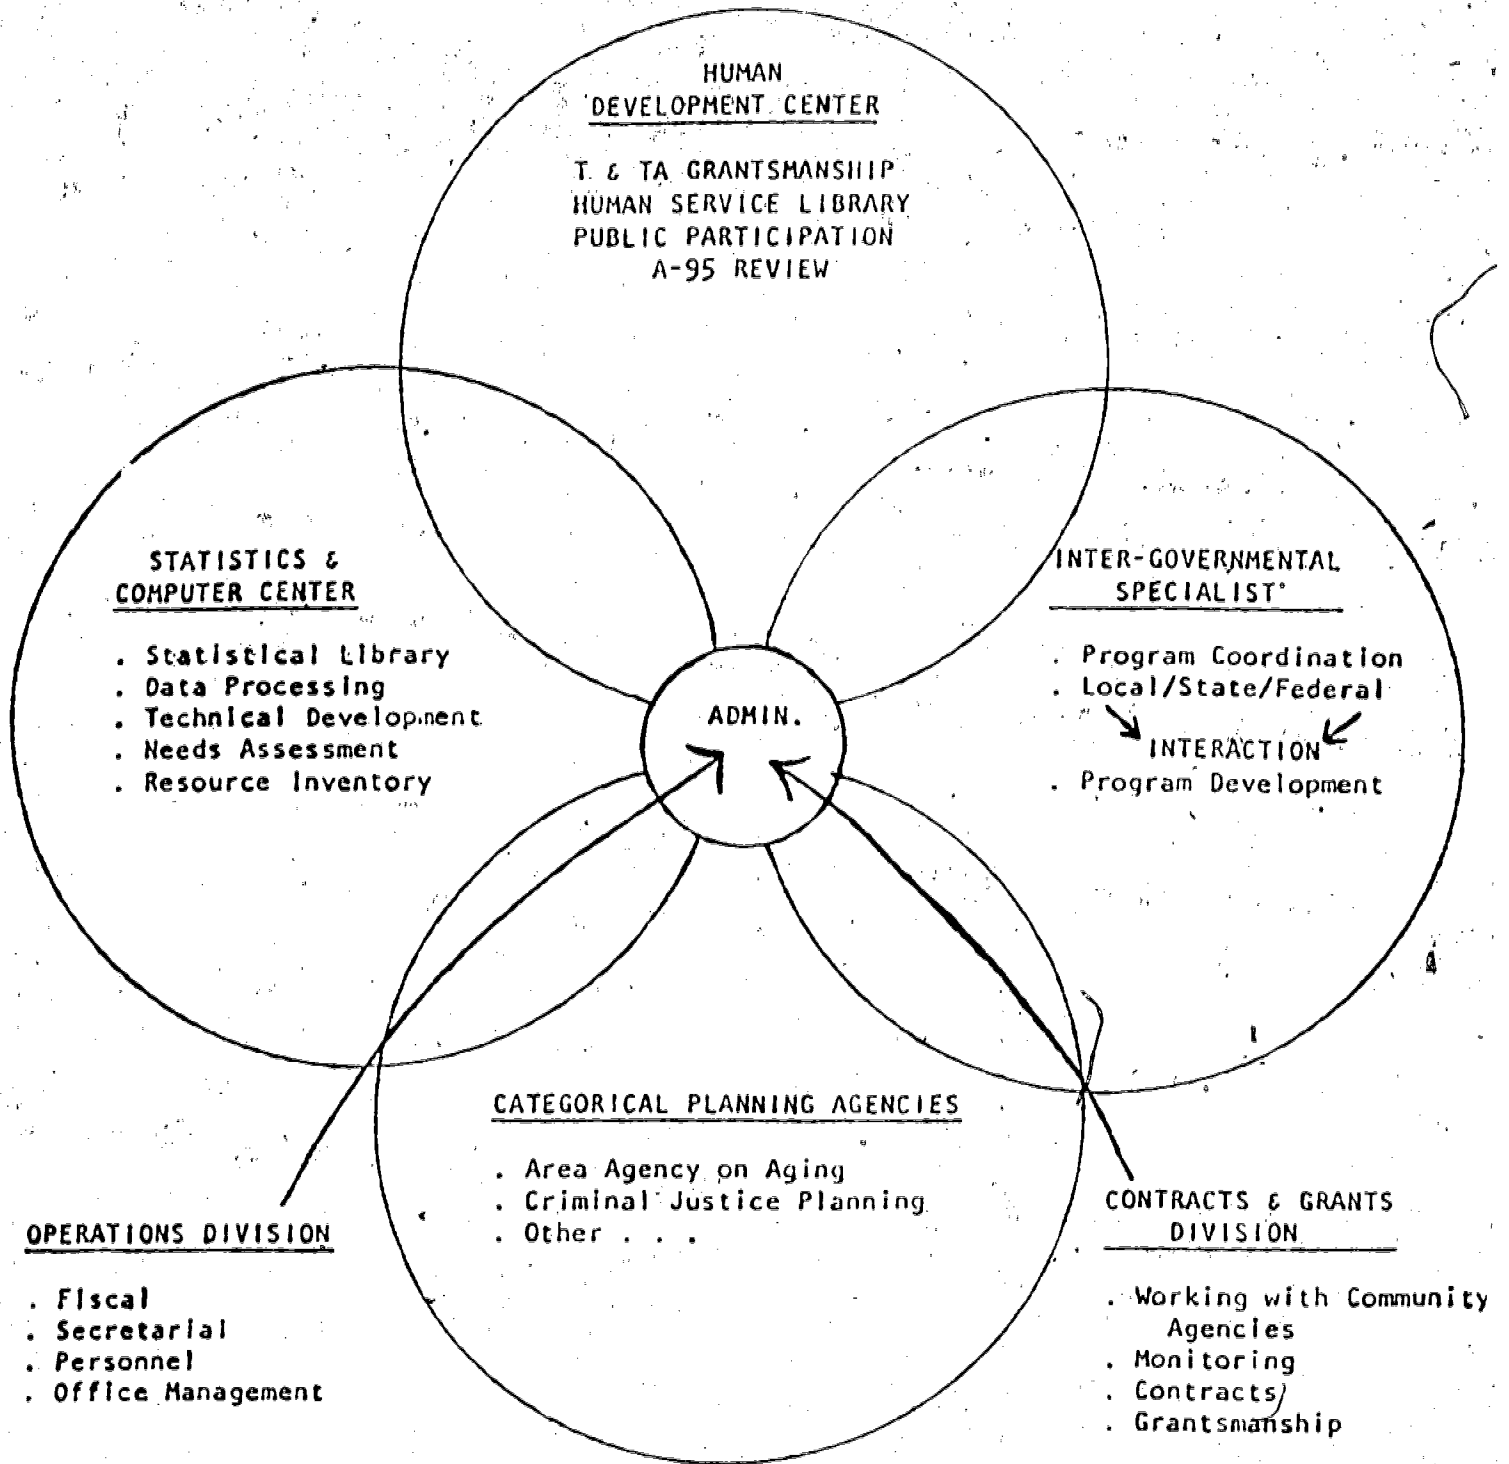 HUMAN
DEVELOPMENT CENTER
T & TA GRANTSMANSHIP
HUMAN SERVICE LIBRARY
PUBLIC PARTICIPATION
A-95 REVIEW
STATISTICS &
COMPUTER CENTER
. Statistical Library
. Data Processing
. Technical Development
. Needs Assessment
. Resource Inventory
ADMIN.
INTER-GOVERNMENTAL
SPECIALIST
. Program Coordination
. Local/State/Federal
INTERACTION
. Program Development
CATEGORICAL PLANNING AGENCIES
. Area Agency on Aging
. Criminal Justice Planning
. Other . . .
OPERATIONS DIVISION
. Fiscal
. Secretarial
. Personnel
. Office Management
CONTRACTS & GRANTS
DIVISION
. Working with Community
Agencies
. Monitoring
. Contracts
. Grantsmanship